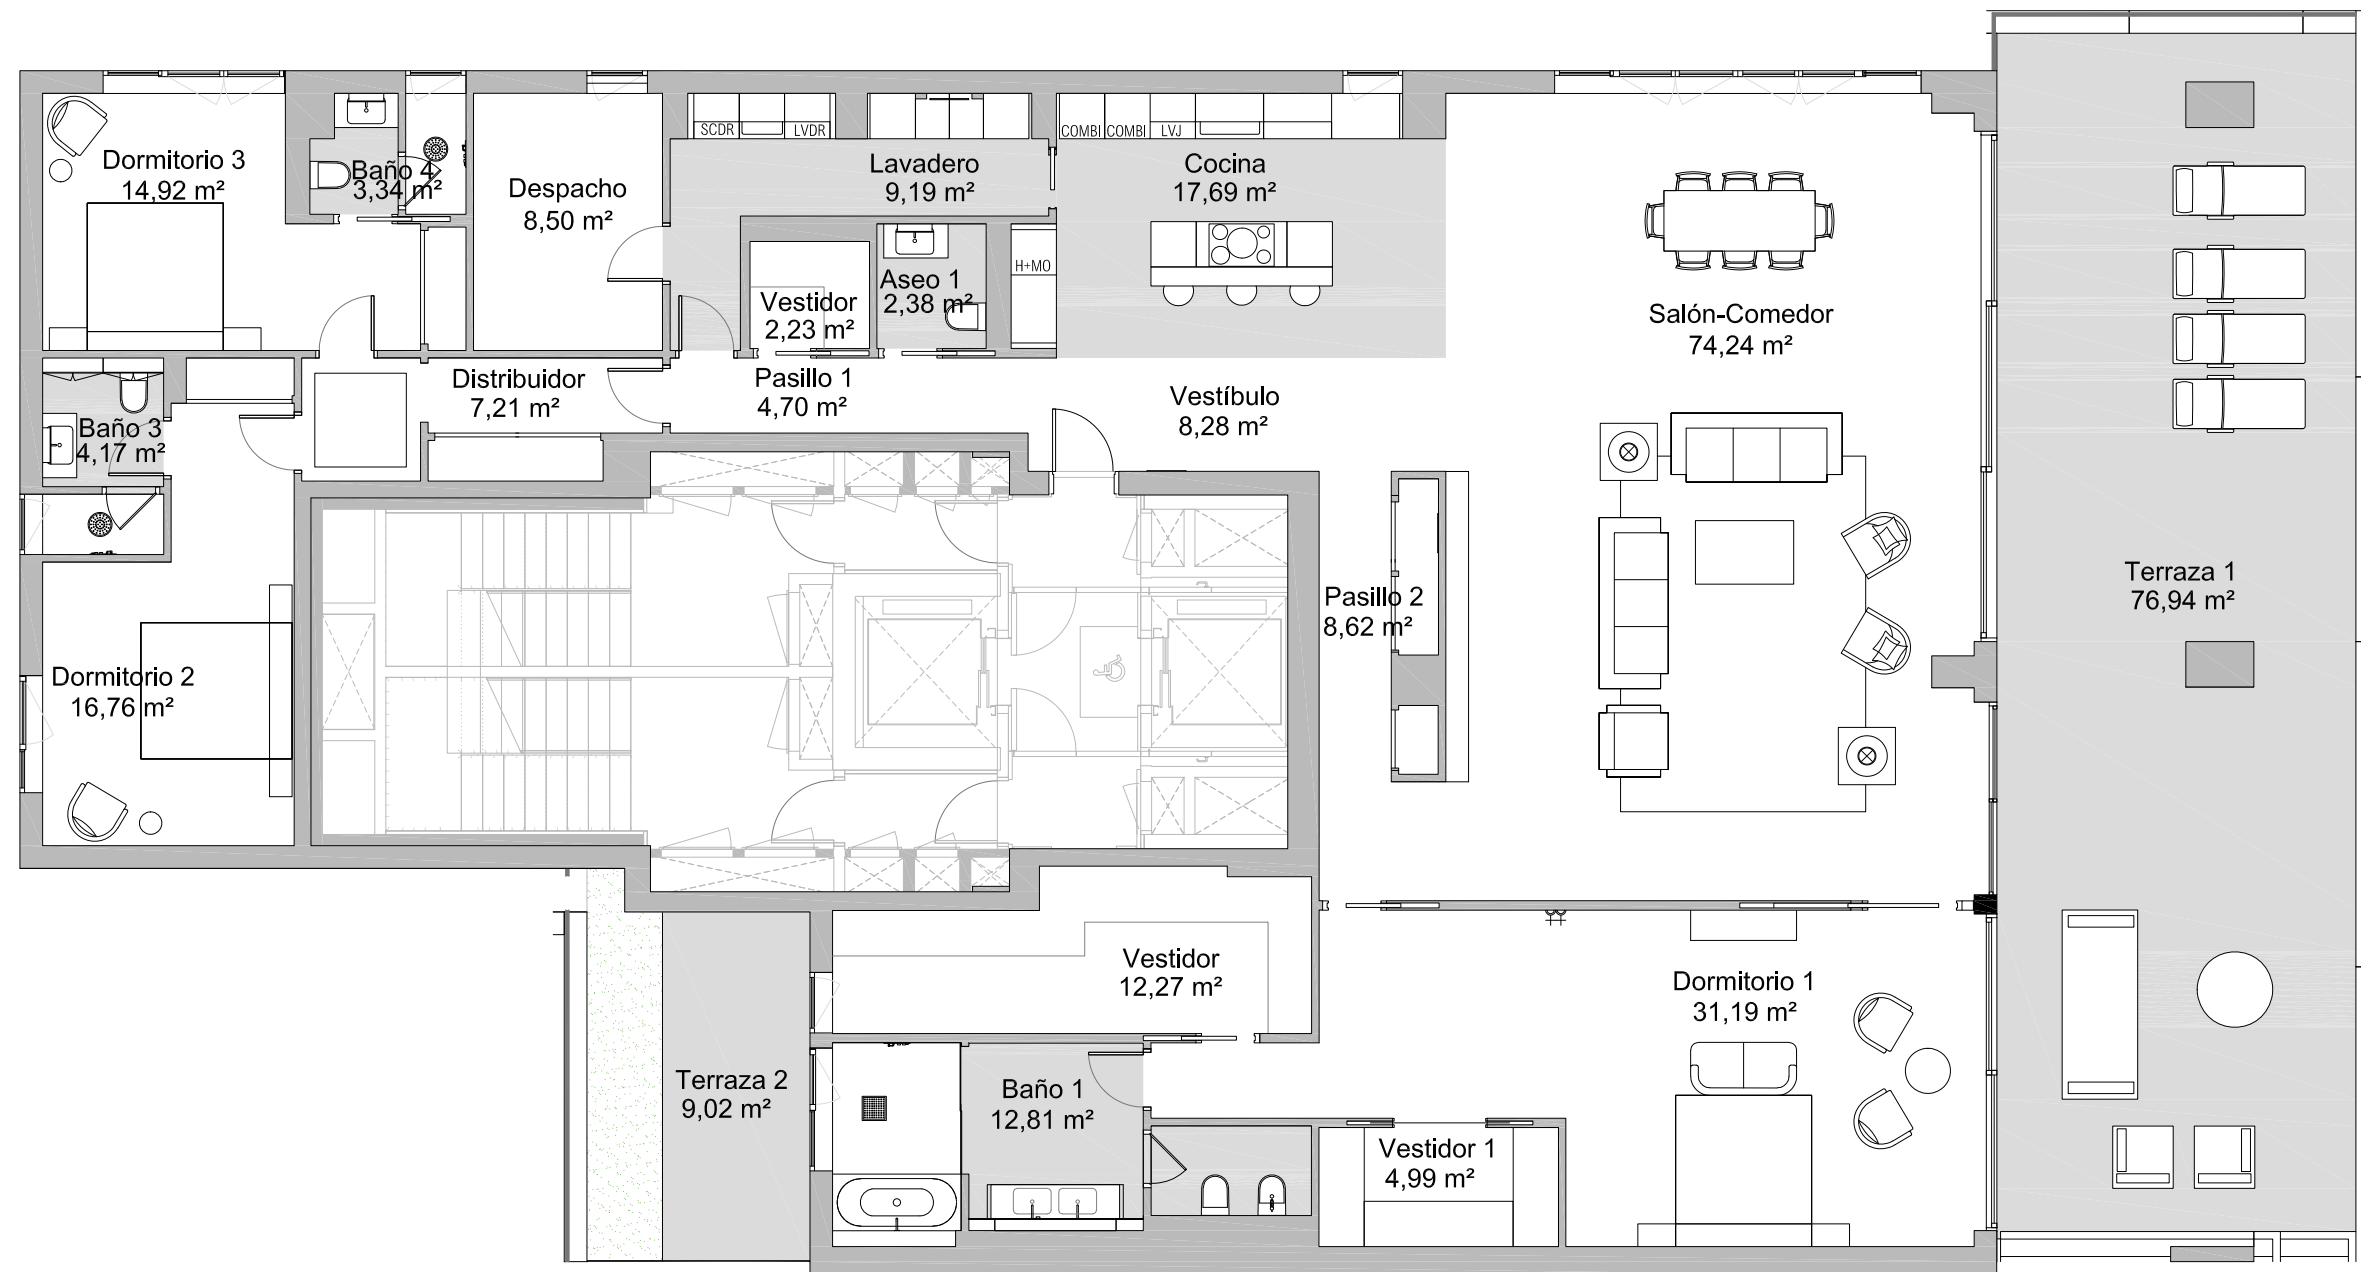 SCDR
LVDR
COMBI
COMBI
LVJ
Dormitorio 3
14,92 m²
Baño 4
3,34 m²
Despacho
8,50 m²
Lavadero
9,19 m²
Cocina
17,69 m²
H+MO
Aseo 1
2,38 m²
Vestidor
2,23 m²
Salón-Comedor
74,24 m²
Distribuidor
7,21 m²
Pasillo 1
4,70 m²
Vestíbulo
8,28 m²
Baño 3
4,17 m²
Pasillo 2
8,62 m²
Terraza 1
76,94 m²
Dormitorio 2
16,76 m²
Vestidor
12,27 m²
Dormitorio 1
31,19 m²
Terraza 2
9,02 m²
Baño 1
12,81 m²
Vestidor 1
4,99 m²